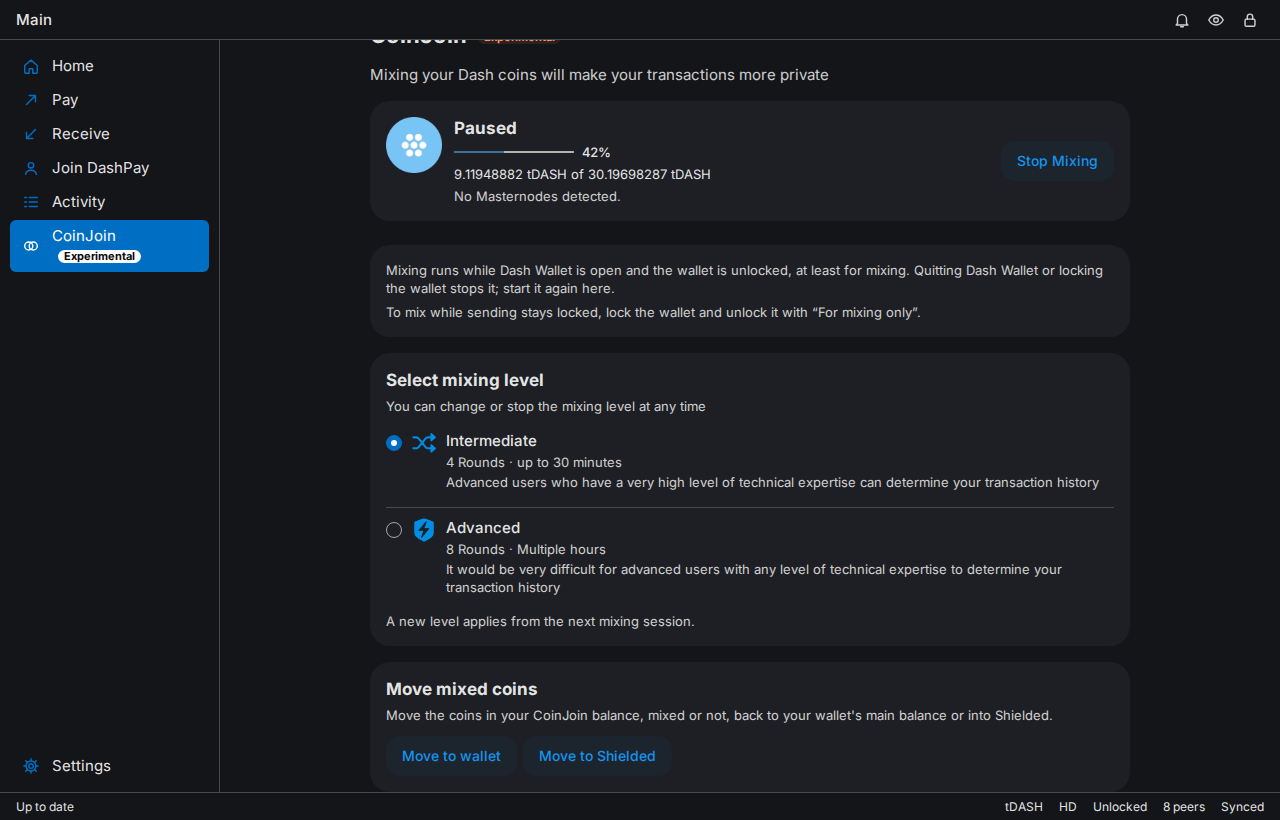 Main
Home
Pay
Receive
Join DashPay
Activity
CoinJoin
Experimental
Settings
Mixing your Dash coins will make your transactions more private
Paused
42%
9.11948882 tDASH of 30.19698287 tDASH
No Masternodes detected.
Stop Mixing
Mixing runs while Dash Wallet is open and the wallet is unlocked, at least for mixing. Quitting Dash Wallet or locking
the wallet stops it; start it again here.
To mix while sending stays locked, lock the wallet and unlock it with “For mixing only”.
Select mixing level
You can change or stop the mixing level at any time
Intermediate
4 Rounds · up to 30 minutes
Advanced users who have a very high level of technical expertise can determine your transaction history
Advanced
8 Rounds · Multiple hours
It would be very difficult for advanced users with any level of technical expertise to determine your
transaction history
A new level applies from the next mixing session.
Move mixed coins
Move the coins in your CoinJoin balance, mixed or not, back to your wallet's main balance or into Shielded.
Move to wallet
Move to Shielded
Up to date
tDASH HD Unlocked 8 peers Synced